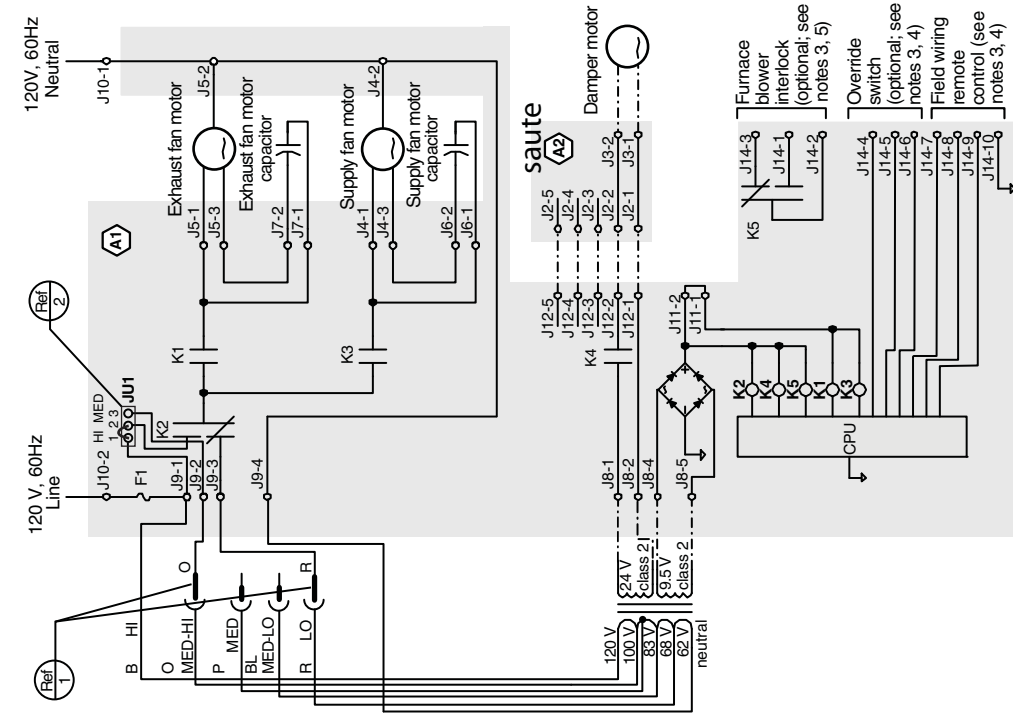 120V, 60Hz
Neutral
J10-1
J5-2
J4-2
Exhaust fan motor
Exhaust fan motor
capacitor
Supply fan motor
Supply fan motor
capacitor
J5-1
J5-3
J7-2
J7-1
J4-1
J4-3
J6-2
J6-1
A1
Ref
2
K1
K3
HI MED
1 2 3
JU1
K2
120 V, 60Hz
Line
J10-2
F1
J9-1
J9-2
J9-3
J9-4
HI
B
O
O
MED-HI
P
MED
BL
MED-LO
R
R
LO
Ref
1
Damper motor
saute
A2
J3-2
J3-1
J2-5
J2-4
J2-3
J2-2
J2-1
J12-5
J12-4
J12-3
J12-2
J12-1
K4
J11-2
J11-1
J8-1
J8-2
J8-4
J8-5
24 V
class 2
9.5 V
class 2
120 V
100 V
83 V
68 V
62 V
neutral
Furnace
blower
interlock
(optional; see
notes 3, 5)
Override
switch
(optional; see
notes 3, 4)
Field wiring
remote
control (see
notes 3, 4)
J14-3
J14-1
J14-2
J14-4
J14-5
J14-6
J14-7
J14-8
J14-9
J14-10
K5
K2
K4
K5
K1
K3
CPU